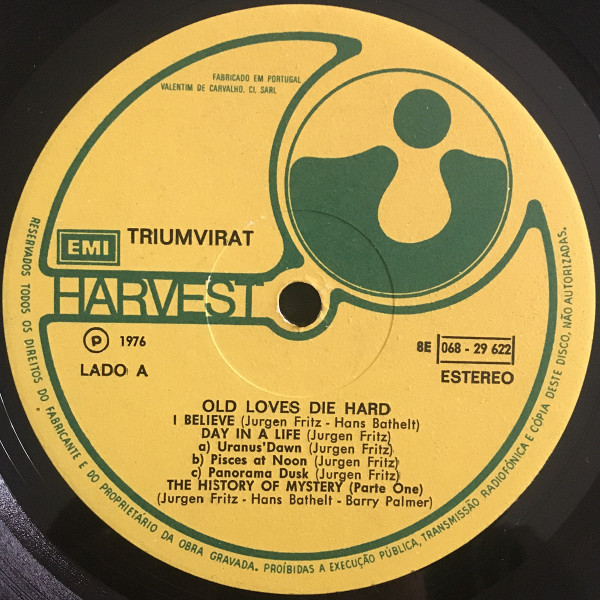 FABRICADO EM PORTUGAL
VALENTIM DE CARVALHO, CI, SARL
EMI
TRIUMVIRAT
HARVEST
P 1976
LADO A
8E 068 - 29 622
ESTEREO
OLD LOVES DIE HARD
I BELIEVE (Jurgen Fritz - Hans Bathelt)
DAY IN A LIFE (Jurgen Fritz)
a) Uranus'Dawn (Jurgen Fritz)
b) Pisces at Noon (Jurgen Fritz)
c) Panorama Dusk (Jurgen Fritz)
THE HISTORY OF MYSTERY (Parte One)
(Jurgen Fritz - Hans Bathelt - Barry Palmer)
RESERVADOS TODOS OS DIREITOS DO FABRICANTE E DO PROPRIETÁRIO DA OBRA GRAVADA. PROÍBIDAS A EXECUÇÃO PÚBLICA, TRANSMISSÃO RADIOFÓNICA E CÓPIA DESTE DISCO, NÃO AUTORIZADAS.